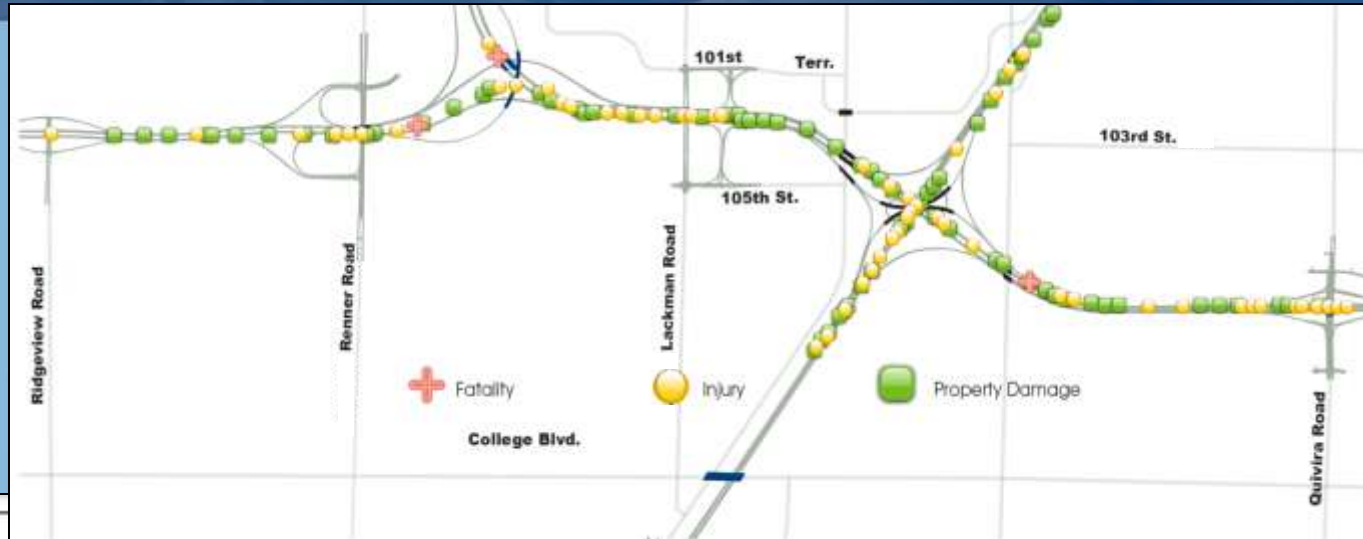 101st
Terr.
103rd St.
105th St.
Ridgeview Road
Renner Road
Lackman Road
Fatality
Injury
Property Damage
College Blvd.
Quivira Road